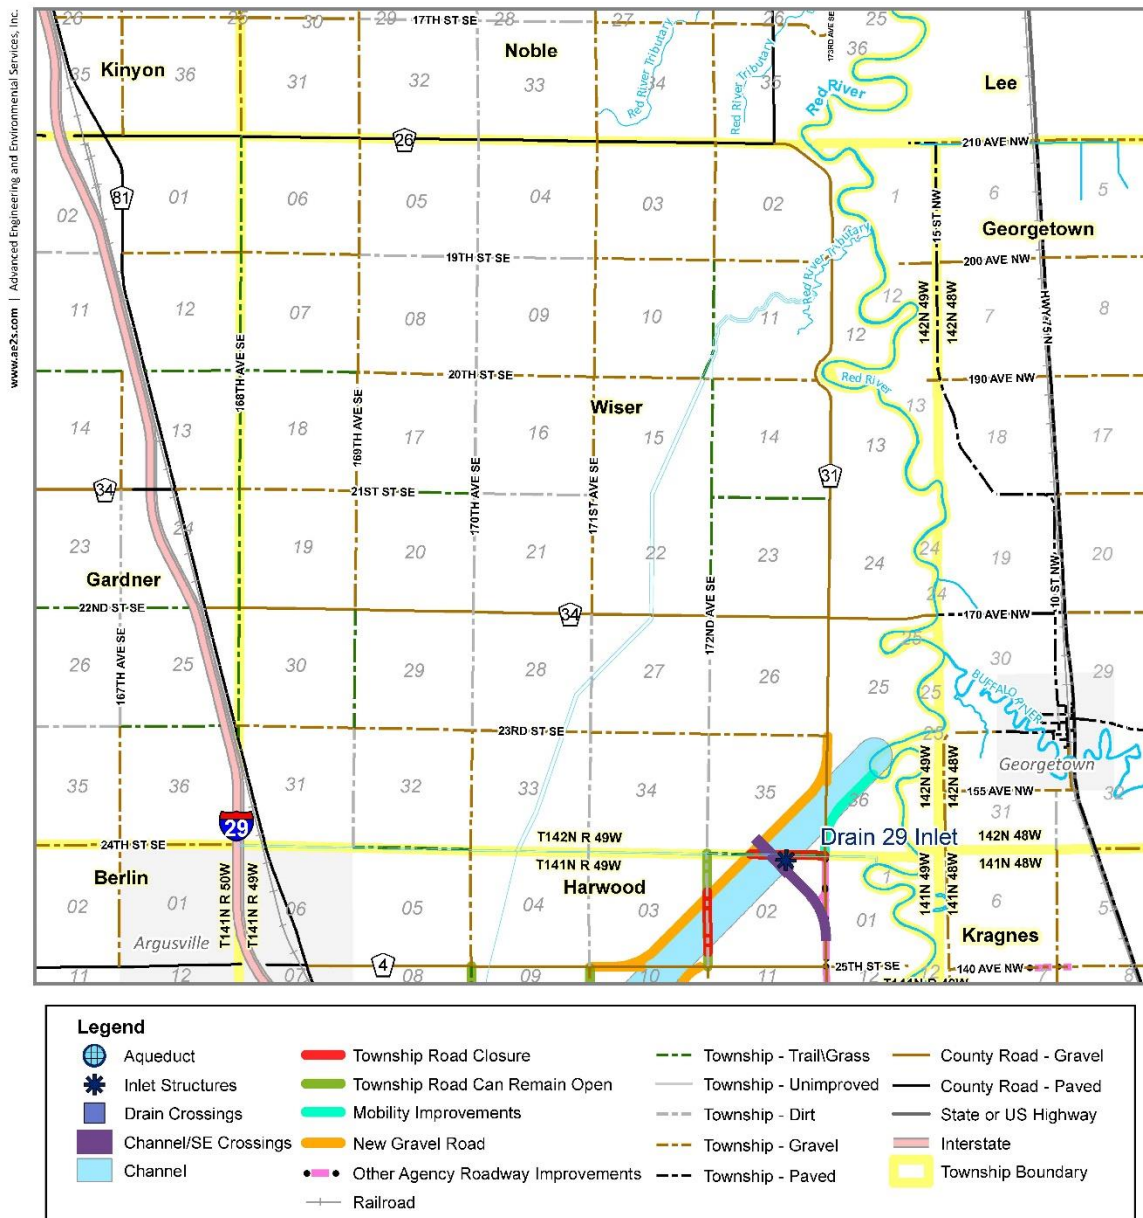 www.ae2s.com | Advanced Engineering and Environmental Services, Inc.
26 25 30 29 28 27 26 25
17TH ST SE
173RD AVE SE
Noble
Kinyon
Lee
35 36 31 32 33 34 35 36
Red River Tributary
Red River Tributary
Red River
26
210 AVE NW
81
02 01 06 05 04 03 02 1 6 5
15 ST NW
Georgetown
Red River Tributary
19TH ST SE
200 AVE NW
12
142N 49W
142N 48W
HWY 75 N
11 12 07 08 09 10 11 12 7 8
168TH AVE SE
20TH ST SE
Red River
190 AVE NW
Wiser
13
14 13 18 17 16 15 14 13 18 17
169TH AVE SE
170TH AVE SE
171ST AVE SE
31
34
21ST ST SE
24
23 19 20 21 22 23 24 24 19 20
Gardner
24
10 ST NW
22ND ST SE
34
172ND AVE SE
170 AVE NW
167TH AVE SE
25
26 25 30 29 28 27 26 25 25 30 29
BUFFALO RIVER
23RD ST SE
25
Georgetown
142N 49W
142N 48W
35 36 31 32 33 34 35 36 31 32
155 AVE NW
29
Drain 29 Inlet
24TH ST SE
T142N R 49W
T141N R 49W
142N 48W
141N 48W
Berlin
Harwood
1
T141N R 50W
T141N R 49W
141N 49W
141N 48W
02 01 06 05 04 03 02 01 6 5
Argusville
Kragnes
4
25TH ST SE
140 AVE NW
11 12 07 08 09 10 11 12 12 7 8
T141N R 49W
Legend
Aqueduct
Inlet Structures
Drain Crossings
Channel/SE Crossings
Channel
Township Road Closure
Township Road Can Remain Open
Mobility Improvements
New Gravel Road
Other Agency Roadway Improvements
Railroad
Township - Trail\Grass
Township - Unimproved
Township - Dirt
Township - Gravel
Township - Paved
County Road - Gravel
County Road - Paved
State or US Highway
Interstate
Township Boundary